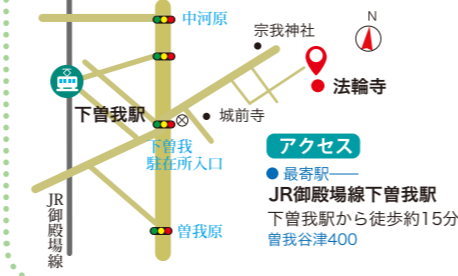 中河原
宗我神社
N
法輪寺
下曽我駅
城前寺
下曽我
駐在所入口
曽我原
JR御殿場線
アクセス
最寄駅――
JR御殿場線下曽我駅
下曽我駅から徒歩約15分
曽我谷津400